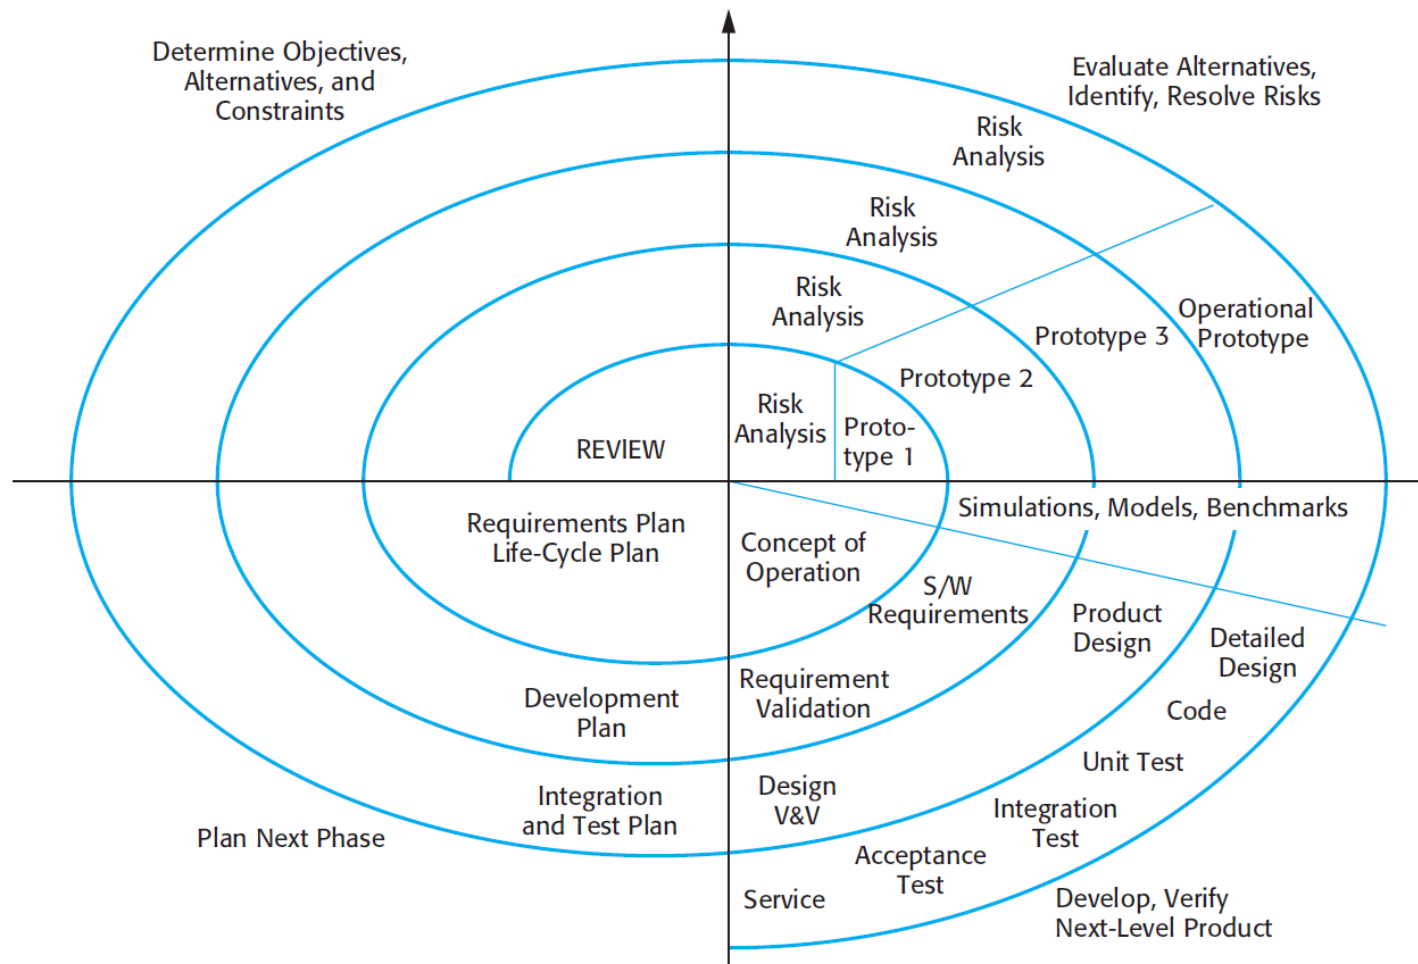 Determine Objectives,
Alternatives, and
Constraints
Evaluate Alternatives,
Identify, Resolve Risks
Risk
Analysis
Risk
Analysis
Risk
Analysis
Risk
Analysis
Operational
Prototype
Prototype 3
Prototype 2
Proto-
type 1
REVIEW
Simulations, Models, Benchmarks
Requirements Plan
Life-Cycle Plan
Concept of
Operation
S/W
Requirements
Product
Design
Detailed
Design
Development
Plan
Requirement
Validation
Code
Unit Test
Integration
and Test Plan
Design
V&V
Integration
Test
Plan Next Phase
Acceptance
Test
Service
Develop, Verify
Next-Level Product